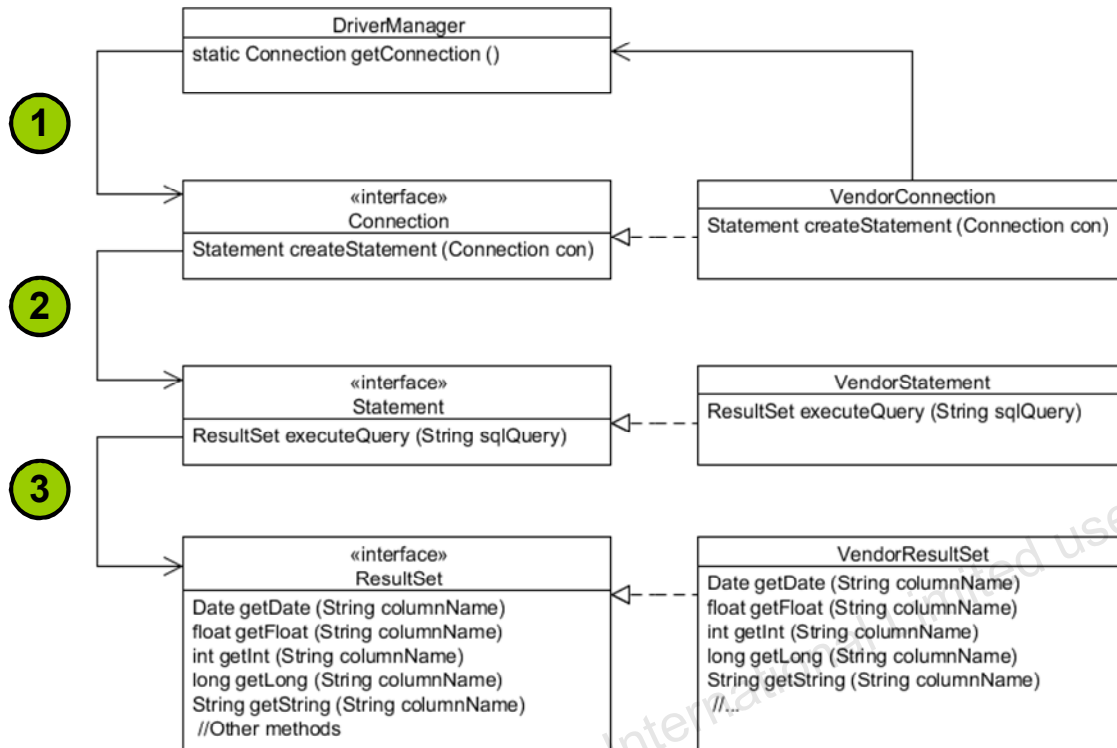 DriverManager
static Connection getConnection ()
1
«interface»
Connection
Statement createStatement (Connection con)
VendorConnection
Statement createStatement (Connection con)
2
«interface»
Statement
ResultSet executeQuery (String sqlQuery)
VendorStatement
ResultSet executeQuery (String sqlQuery)
3
«interface»
ResultSet
Date getDate (String columnName)
float getFloat (String columnName)
int getInt (String columnName)
long getLong (String columnName)
String getString (String columnName)
//Other methods
VendorResultSet
Date getDate (String columnName)
float getFloat (String columnName)
int getInt (String columnName)
long getLong (String columnName)
String getString (String columnName)
//...
International Limited use